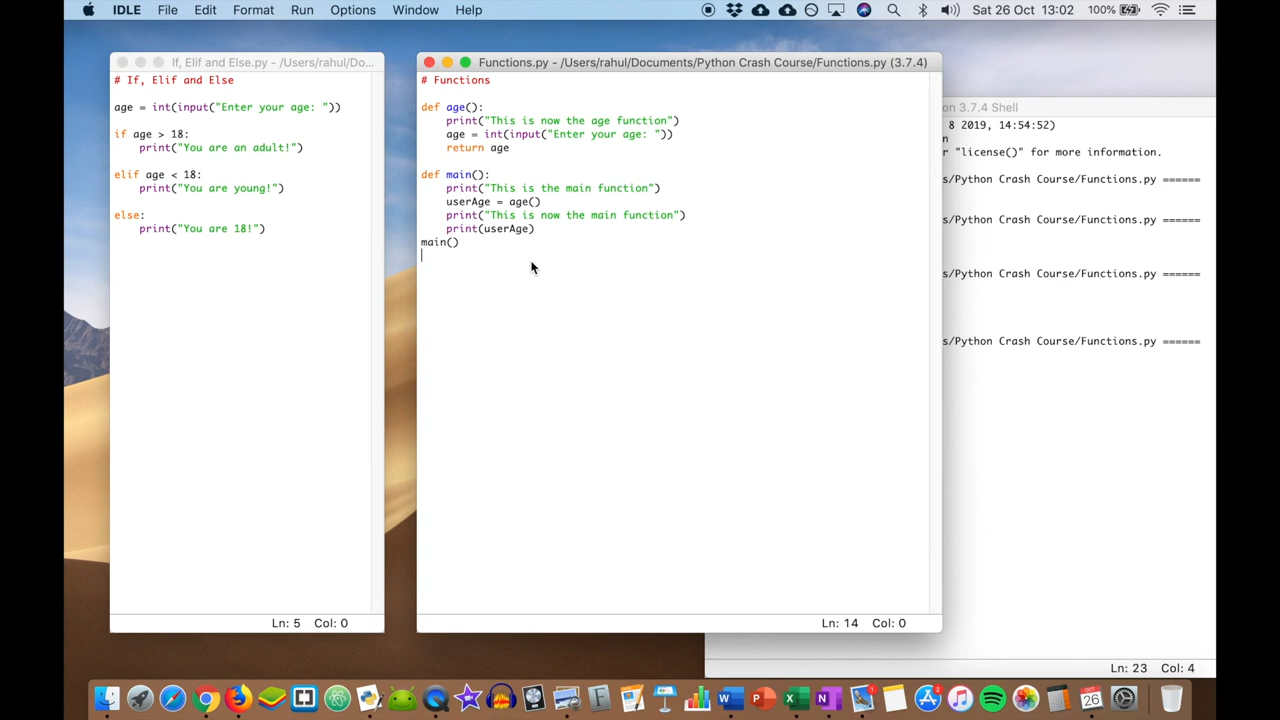 IDLE File Edit Format Run Options Window Help Sat 26 Oct 13:02 100%
If, Elif and Else.py - /Users/rahul/Do...
# If, Elif and Else
age = int(input("Enter your age: "))
if age > 18:
print("You are an adult!")
elif age < 18:
print("You are young!")
else:
print("You are 18!")
Ln: 5 Col: 0
Functions.py - /Users/rahul/Documents/Python Crash Course/Functions.py (3.7.4)
# Functions
def age():
print("This is now the age function")
age = int(input("Enter your age: "))
return age
def main():
print("This is the main function")
userAge = age()
print("This is now the main function")
print(userAge)
main()
Ln: 14 Col: 0
3.7.4 Shell
8 2019, 14:54:52)
"license()" for more information.
s/Python Crash Course/Functions.py ======
s/Python Crash Course/Functions.py ======
s/Python Crash Course/Functions.py ======
s/Python Crash Course/Functions.py ======
Ln: 23 Col: 4